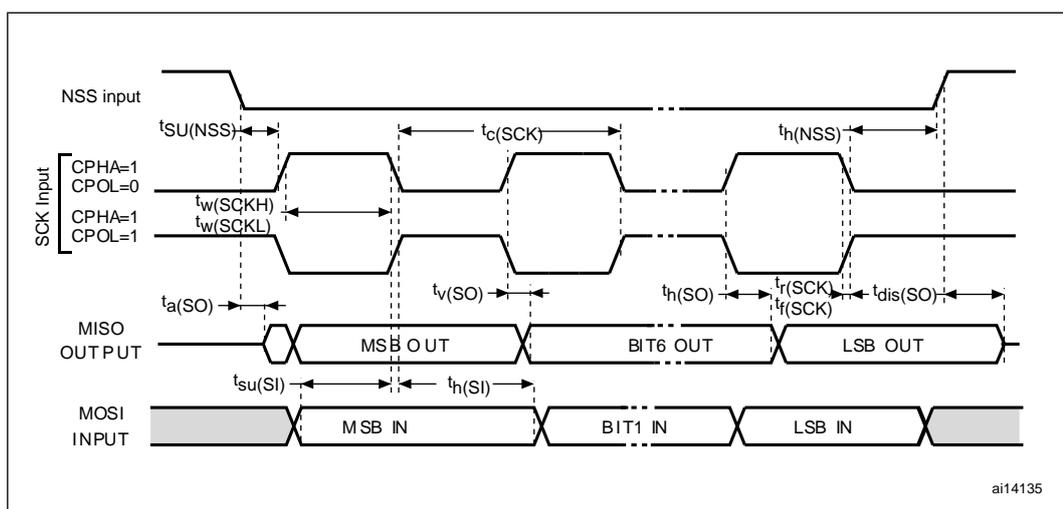 NSS input
tSU(NSS)
tc(SCK)
th(NSS)
SCK Input
CPHA=1
CPOL=0
tw(SCKH)
tw(SCKL)
CPHA=1
CPOL=1
ta(SO)
tv(SO)
th(SO)
tr(SCK)
tf(SCK)
tdis(SO)
MISO
OUTPUT
MSB OUT
BIT6 OUT
LSB OUT
tsu(SI)
th(SI)
MOSI
INPUT
MSB IN
BIT1 IN
LSB IN
ai14135